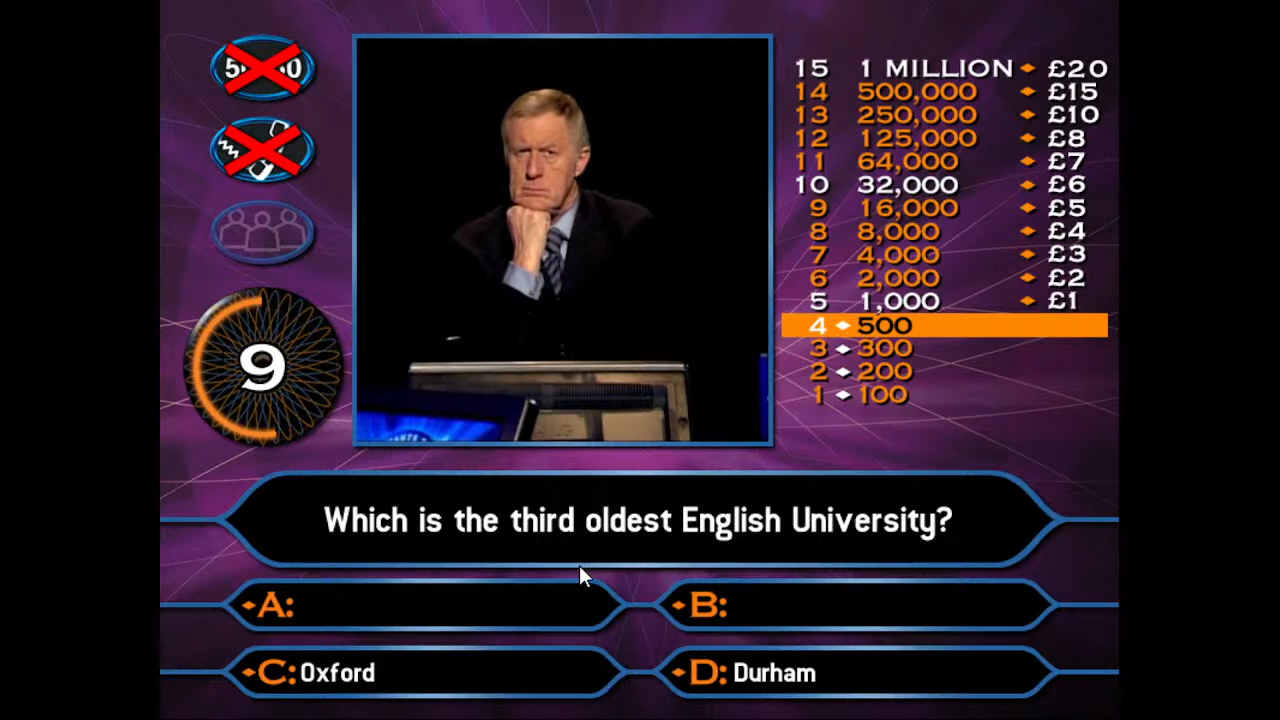 15 1 MILLION £20
14 500,000 £15
13 250,000 £10
12 125,000 £8
11 64,000 £7
10 32,000 £6
9 16,000 £5
8 8,000 £4
7 4,000 £3
6 2,000 £2
5 1,000 £1
4 500
3 300
2 200
1 100
9
Which is the third oldest English University?
A:
B:
C: Oxford
D: Durham